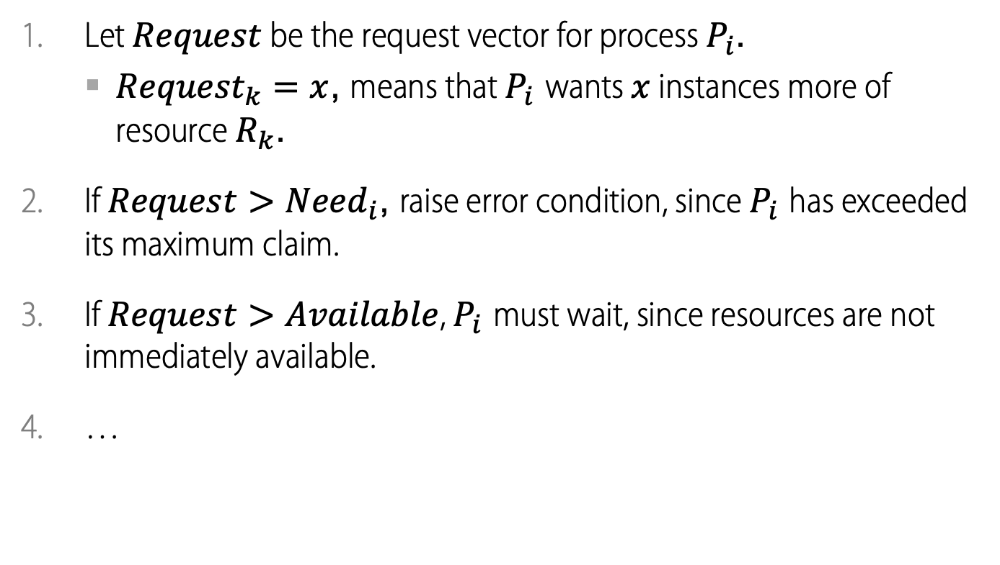 1. Let Request be the request vector for process Pᵢ.
▪ Requestₖ = x, means that Pᵢ wants x instances more of
resource Rₖ.
2. If Request > Needᵢ, raise error condition, since Pᵢ has exceeded
its maximum claim.
3. If Request > Available, Pᵢ must wait, since resources are not
immediately available.
4. …